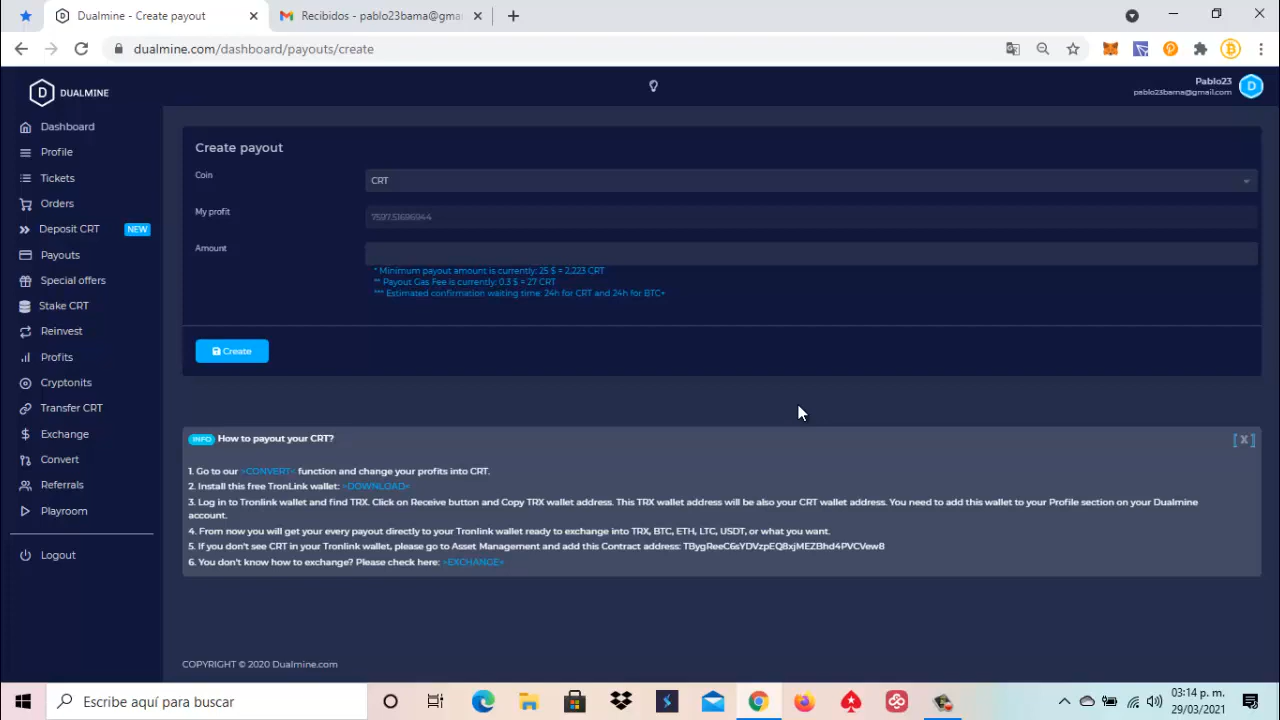 Dualmine - Create payout
Recibidos - pablo23bama@gma
dualmine.com/dashboard/payouts/create
D DUALMINE
Pablo23
pablo23bama@gmail.com
D
Dashboard
Profile
Tickets
Orders
Deposit CRT NEW
Payouts
Special offers
Stake CRT
Reinvest
Profits
Cryptonits
Transfer CRT
Exchange
Convert
Referrals
Playroom
Logout
Create payout
Coin
CRT
My profit
7597.51696944
Amount
* Minimum payout amount is currently: 25 $ = 2,223 CRT
** Payout Gas Fee is currently: 0.3 $ = 27 CRT
*** Estimated confirmation waiting time: 24h for CRT and 24h for BTC+
Create
INFO How to payout your CRT?
[ X ]
1. Go to our >CONVERT< function and change your profits into CRT.
2. Install this free TronLink wallet: >DOWNLOAD<
3. Log in to Tronlink wallet and find TRX. Click on Receive button and Copy TRX wallet address. This TRX wallet address will be also your CRT wallet address. You need to add this wallet to your Profile section on your Dualmine
account.
4. From now you will get your every payout directly to your Tronlink wallet ready to exchange into TRX, BTC, ETH, LTC, USDT, or what you want.
5. If you don't see CRT in your Tronlink wallet, please go to Asset Management and add this Contract address: TBygReeC6sYDVzpEQ8xjMEZBhd4PVCVew8
6. You don't know how to exchange? Please check here: >EXCHANGE<
COPYRIGHT © 2020 Dualmine.com
Escribe aquí para buscar
03:14 p. m.
29/03/2021